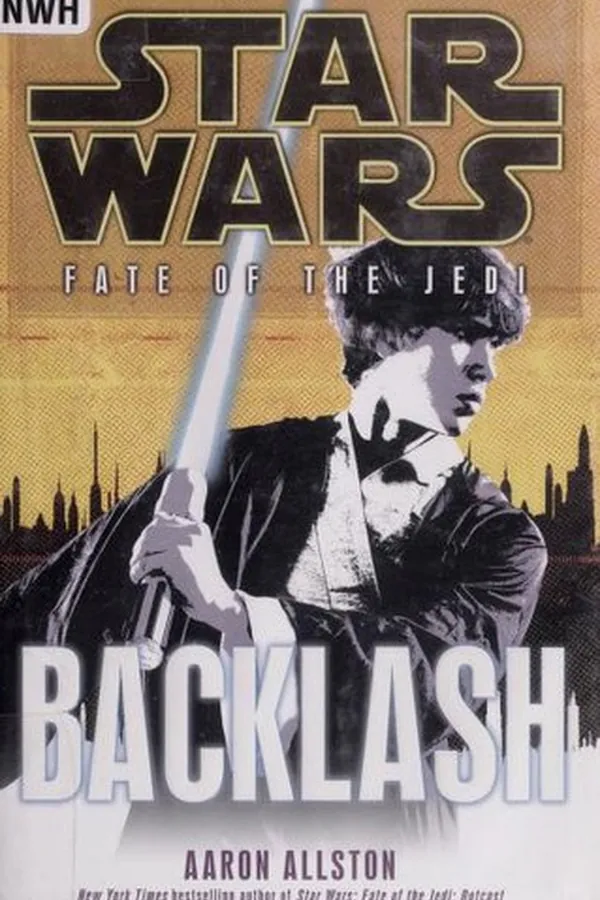 NWH
STAR
WARS
FATE OF THE JEDI
BACKLASH
AARON ALLSTON
New York Times bestselling author of Star Wars: Fate of the Jedi: Outcast